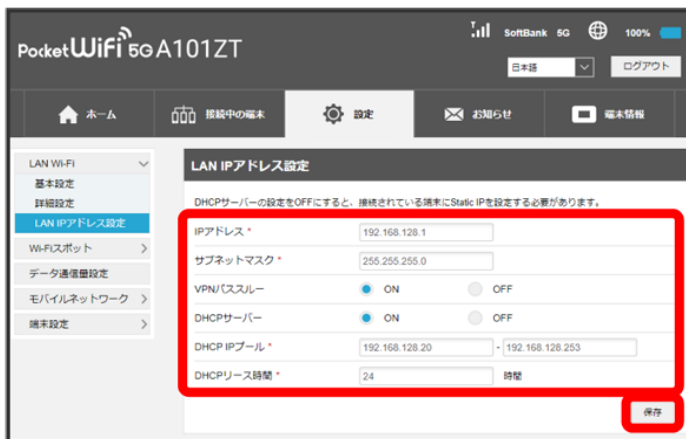 SoftBank 5G 100%
Pocket WiFi 5G A101ZT
日本語 ログアウト
ホーム 接続中の端末 設定 お知らせ 端末情報
LAN Wi-Fi
基本設定
詳細設定
LAN IPアドレス設定
Wi-Fiスポット
データ通信量設定
モバイルネットワーク
端末設定
LAN IPアドレス設定
DHCPサーバーの設定をOFFにすると、接続されている端末にStatic IPを設定する必要があります。
IPアドレス * 192.168.128.1
サブネットマスク * 255.255.255.0
VPNパススルー ON OFF
DHCPサーバー ON OFF
DHCP IPプール * 192.168.128.20 - 192.168.128.253
DHCPリース時間 * 24 時間
保存